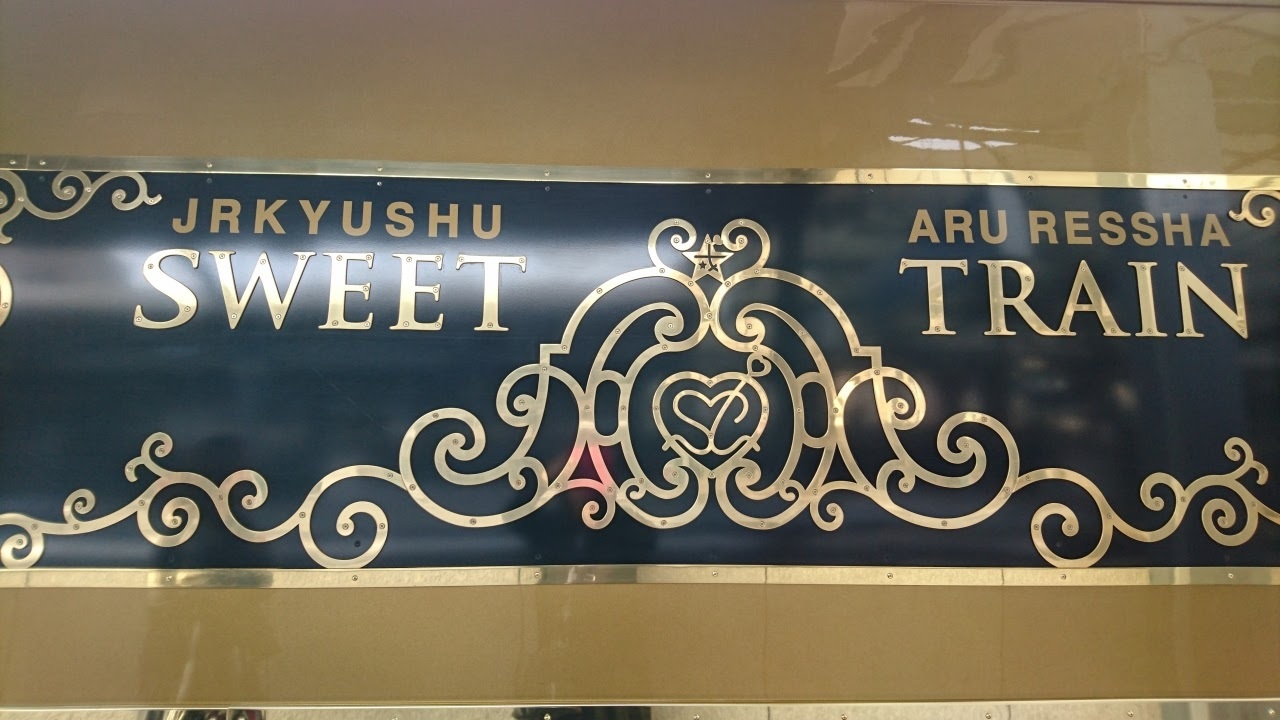 JRKYUSHU
SWEET
ARU RESSHA
TRAIN